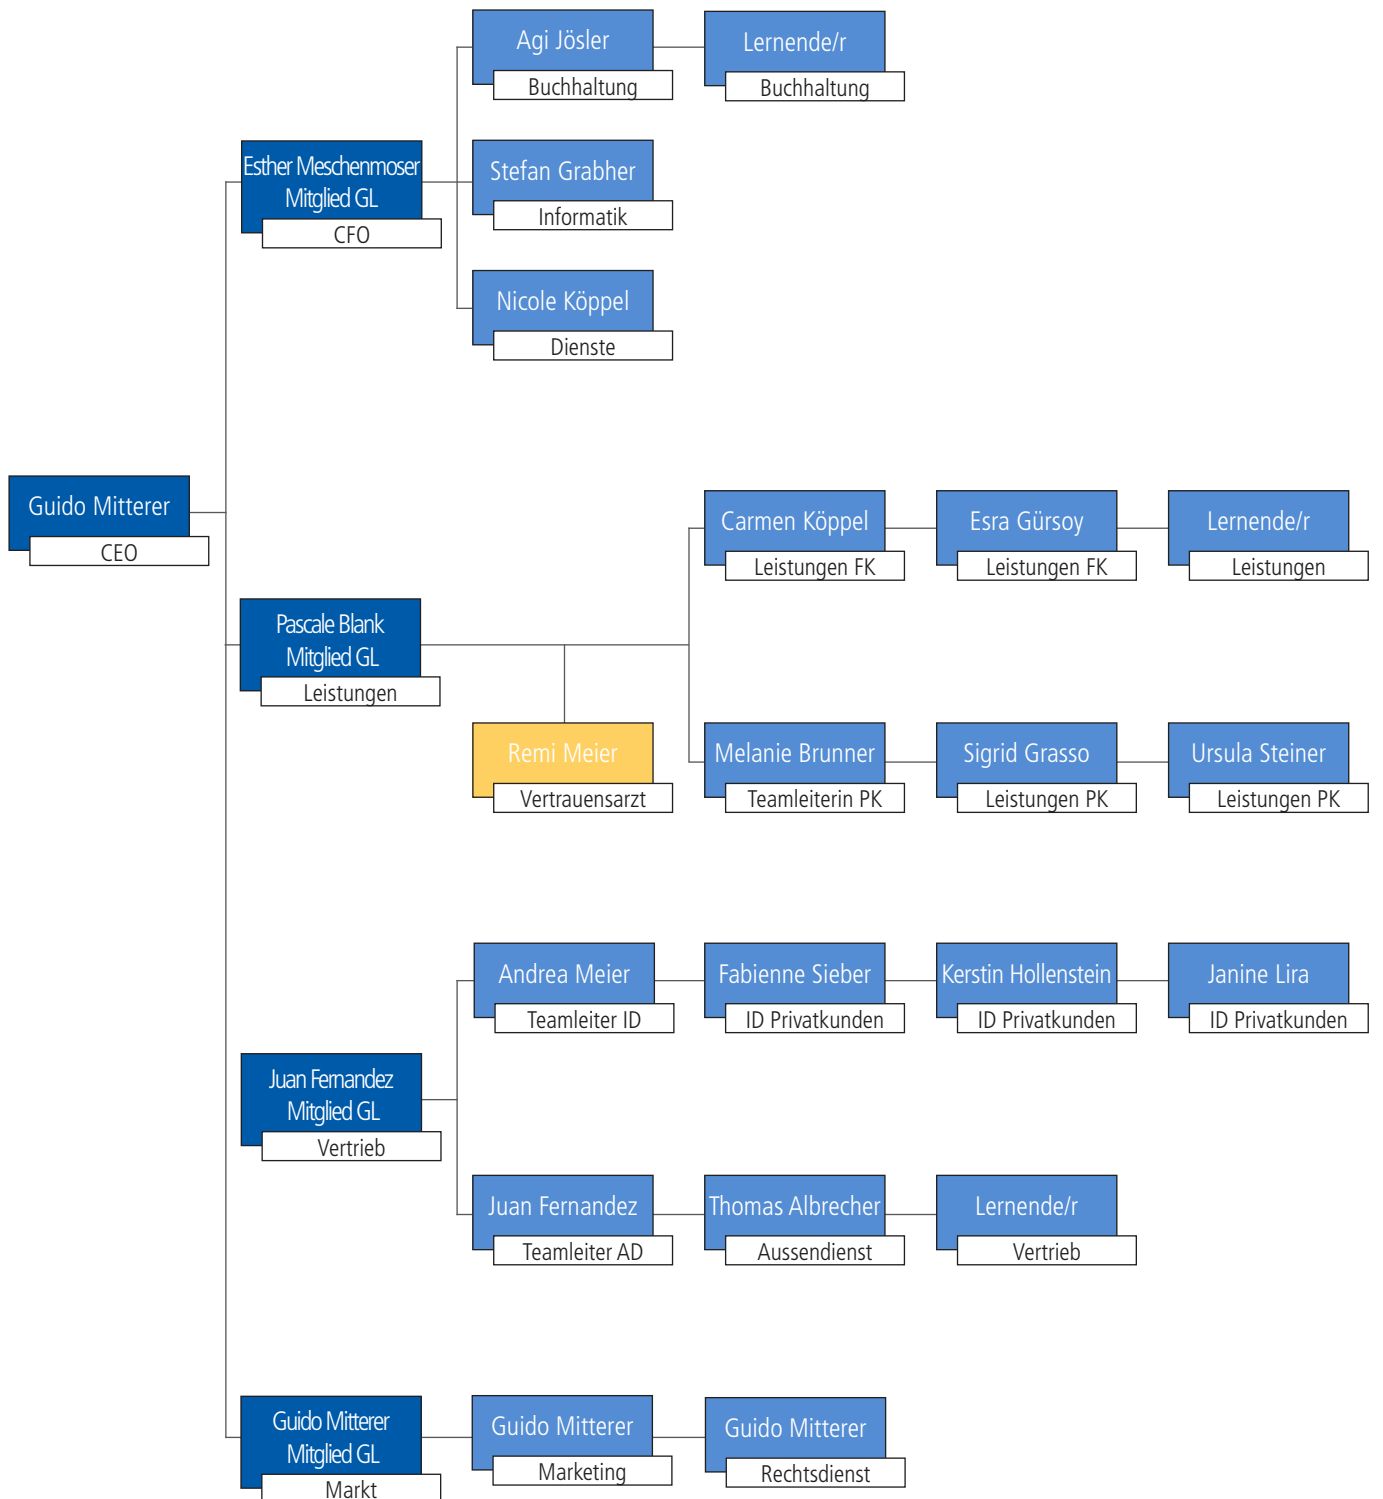 Agi Jösler
Buchhaltung
Lernende/r
Buchhaltung
Esther Meschenmoser
Mitglied GL
CFO
Stefan Grabher
Informatik
Nicole Köppel
Dienste
Guido Mitterer
CEO
Carmen Köppel
Leistungen FK
Esra Gürsoy
Leistungen FK
Lernende/r
Leistungen
Pascale Blank
Mitglied GL
Leistungen
Remi Meier
Vertrauensarzt
Melanie Brunner
Teamleiterin PK
Sigrid Grasso
Leistungen PK
Ursula Steiner
Leistungen PK
Andrea Meier
Teamleiter ID
Fabienne Sieber
ID Privatkunden
Kerstin Hollenstein
ID Privatkunden
Janine Lira
ID Privatkunden
Juan Fernandez
Mitglied GL
Vertrieb
Juan Fernandez
Teamleiter AD
Thomas Albrecher
Aussendienst
Lernende/r
Vertrieb
Guido Mitterer
Mitglied GL
Markt
Guido Mitterer
Marketing
Guido Mitterer
Rechtsdienst